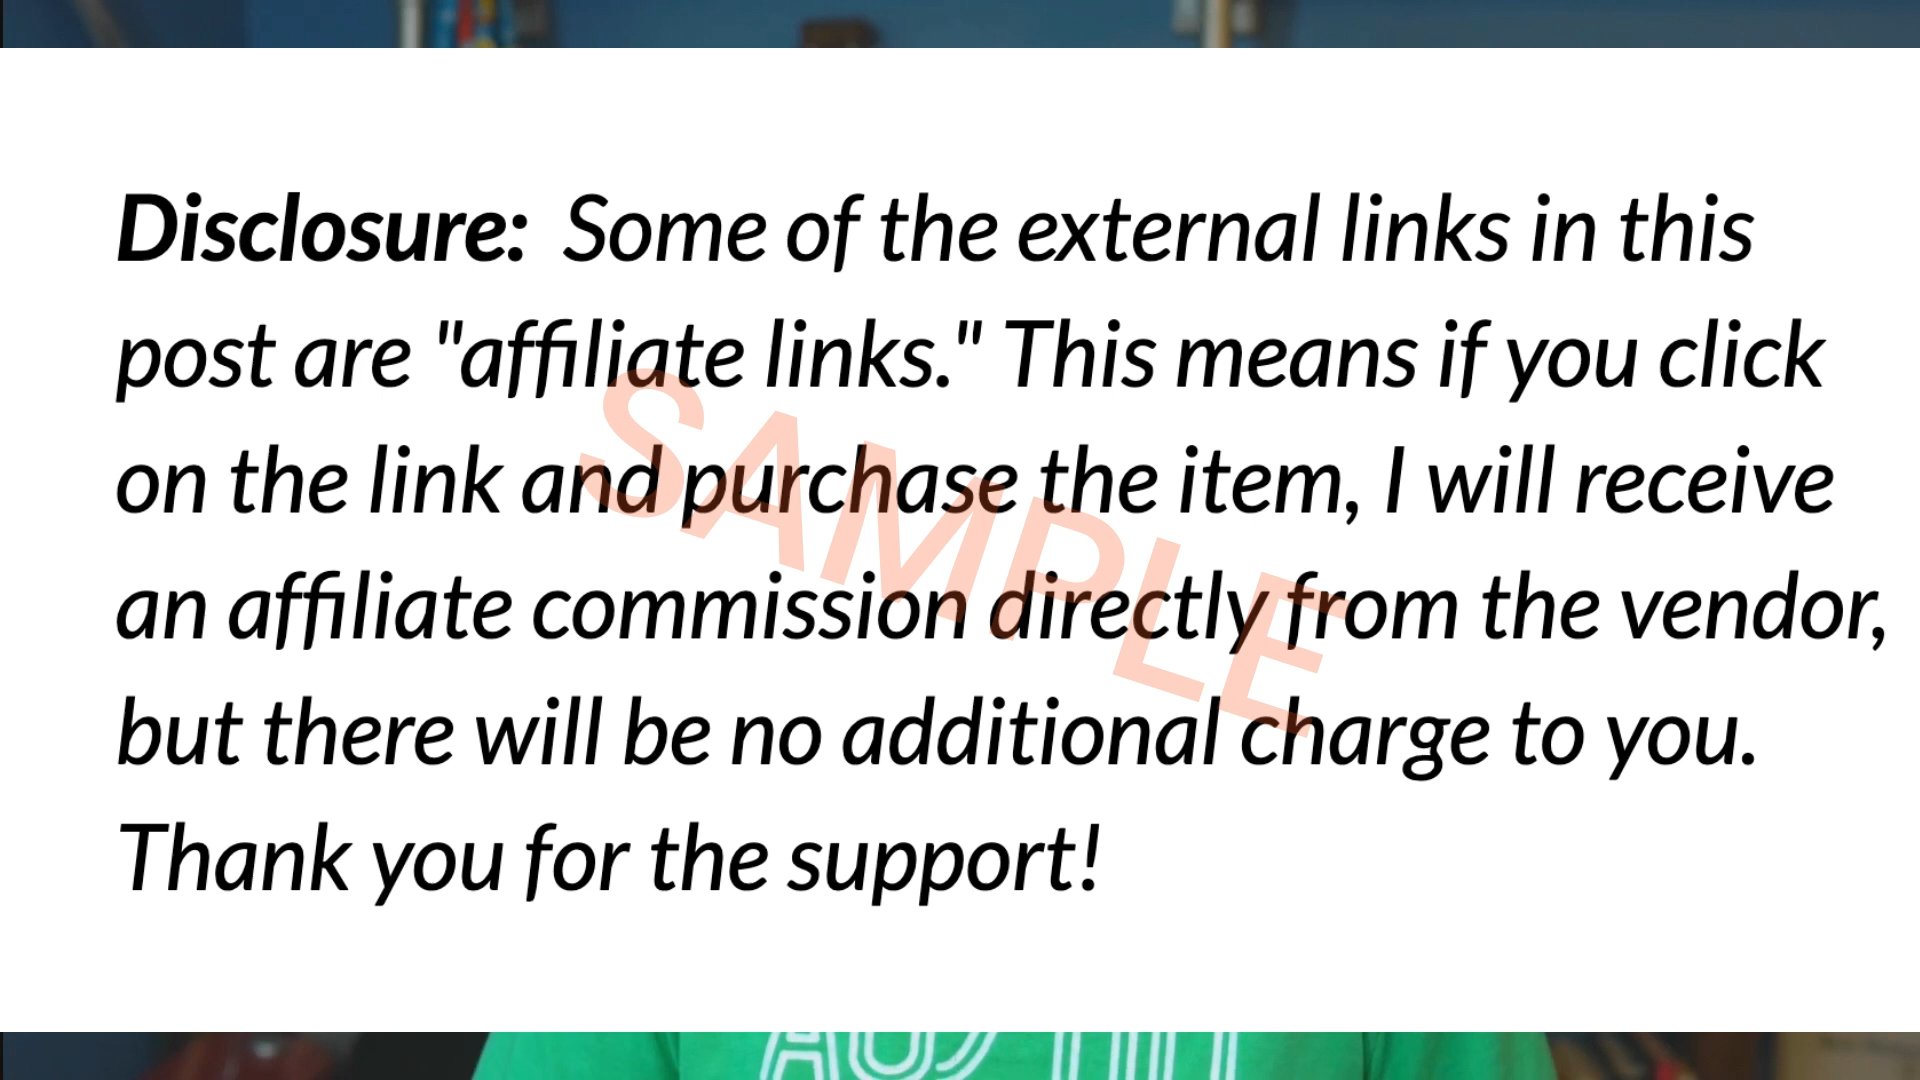 Disclosure: Some of the external links in this
post are "affiliate links." This means if you click
on the link and purchase the item, I will receive
an affiliate commission directly from the vendor,
but there will be no additional charge to you.
Thank you for the support!
SAMPLE